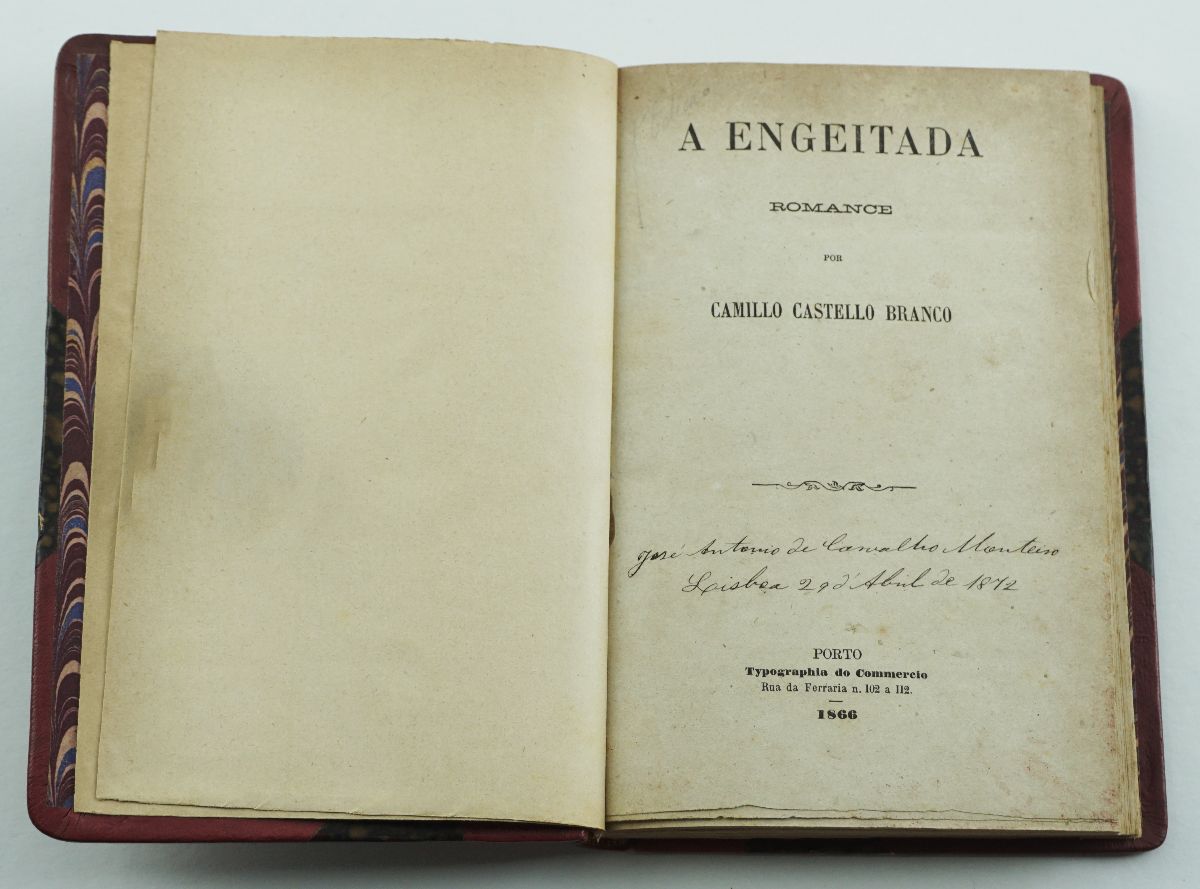 A ENGEITADA
ROMANCE
POR
CAMILLO CASTELLO BRANCO
José Antonio de Carvalho Monteiro
Lisboa 29 d'Abril de 1872
PORTO
Typographia do Commercio
Rua da Ferraria n. 102 a 112.
1866